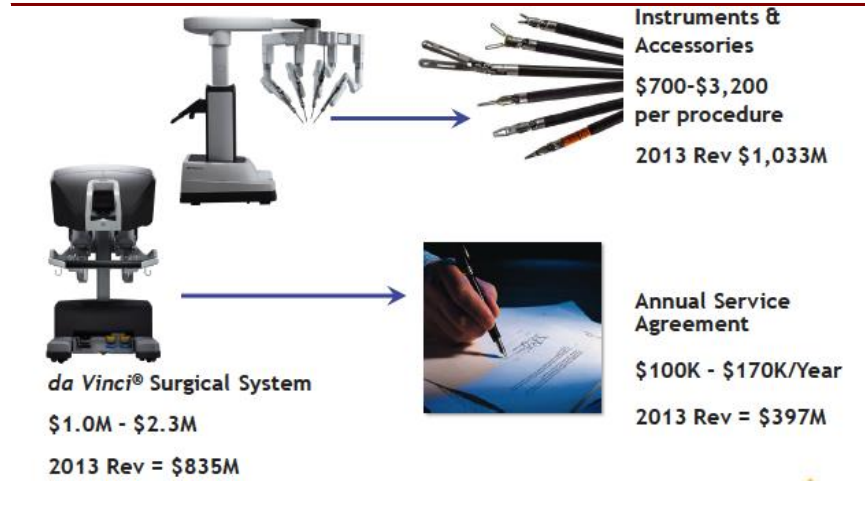 Instruments &
Accessories
$700-$3,200
per procedure
2013 Rev $1,033M
Annual Service
Agreement
$100K - $170K/Year
2013 Rev = $397M
da Vinci® Surgical System
$1.0M - $2.3M
2013 Rev = $835M